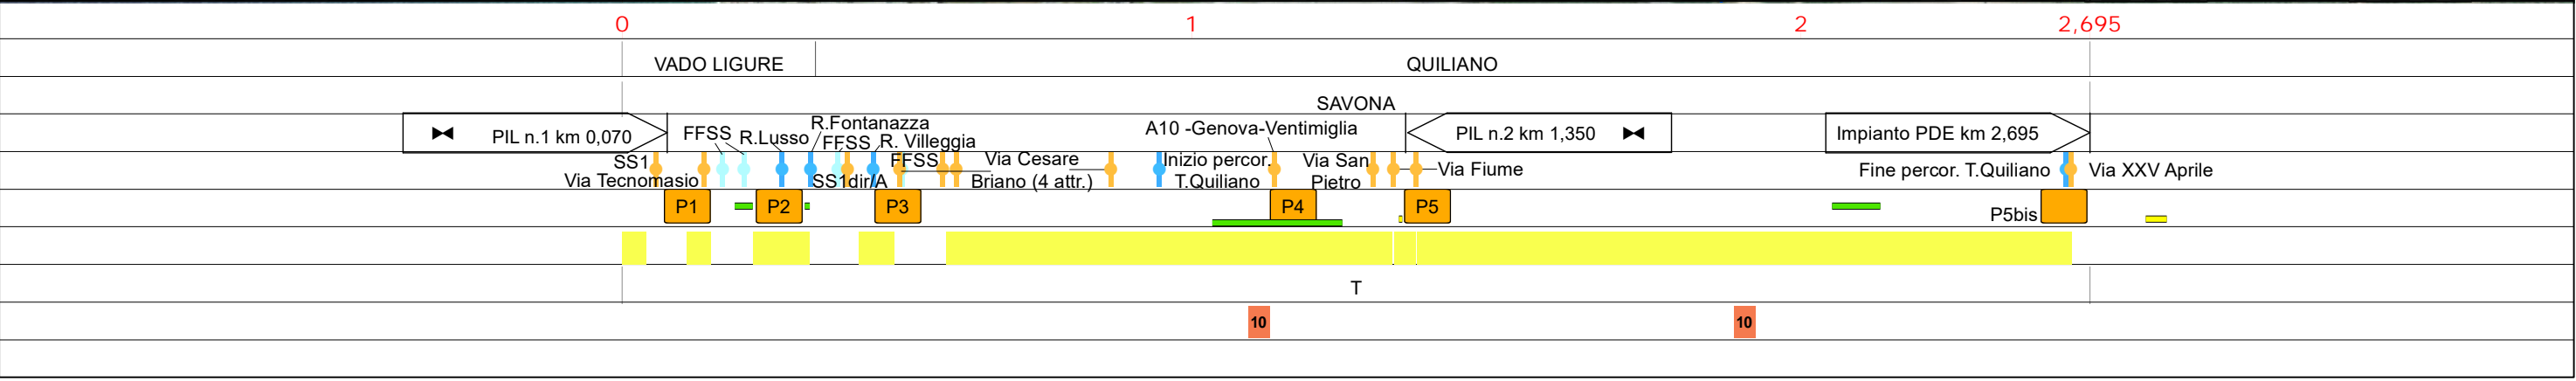 0 1 2 2,695
VADO LIGURE QUILIANO
SAVONA
PIL n.1 km 0,070
PIL n.2 km 1,350
Impianto PDE km 2,695
FFSS
R.Lusso
R.Fontanazza
FFSS
R. Villeggia
FFSS
A10 -Genova-Ventimiglia
SS1
Via Tecnomasio
SS1dir/A
Via Cesare
Briano (4 attr.)
Inizio percor.
T.Quiliano
Via San
Pietro
Via Fiume
Fine percor. T.Quiliano
Via XXV Aprile
P1 P2 P3 P4 P5 P5bis
T
10 10